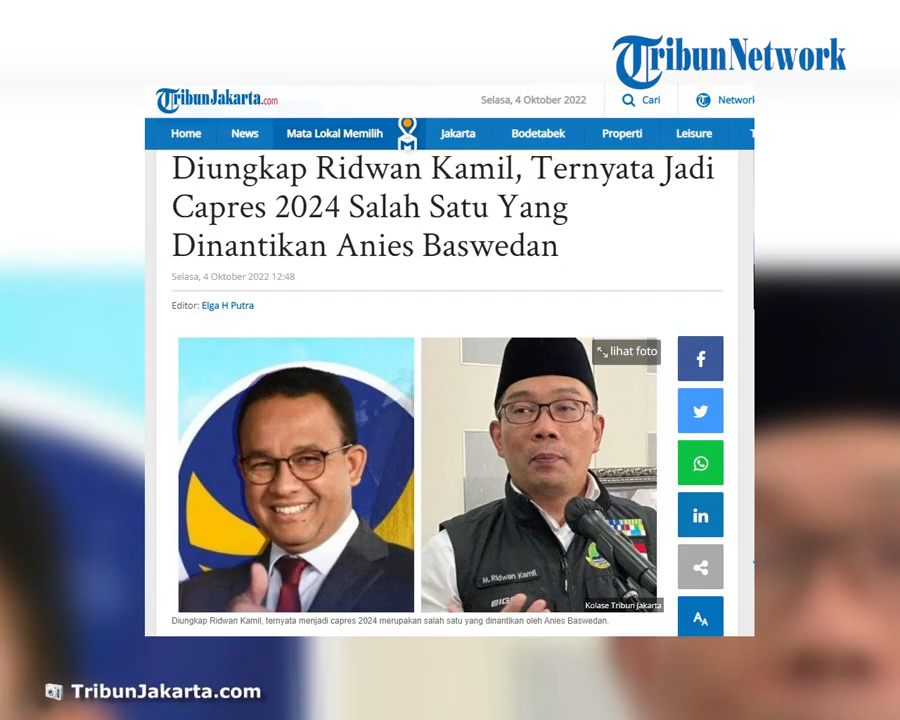 TribunNetwork
TribunJakarta.com
Selasa, 4 Oktober 2022
Cari
Network
Home
News
Mata Lokal Memilih
Jakarta
Bodetabek
Properti
Leisure
Diungkap Ridwan Kamil, Ternyata Jadi
Capres 2024 Salah Satu Yang
Dinantikan Anies Baswedan
Selasa, 4 Oktober 2022 12:48
Editor: Elga H Putra
lihat foto
M. Ridwan Kamil
Kolase Tribun Jakarta
AA
Diungkap Ridwan Kamil, ternyata menjadi capres 2024 merupakan salah satu yang dinantikan oleh Anies Baswedan.
TribunJakarta.com